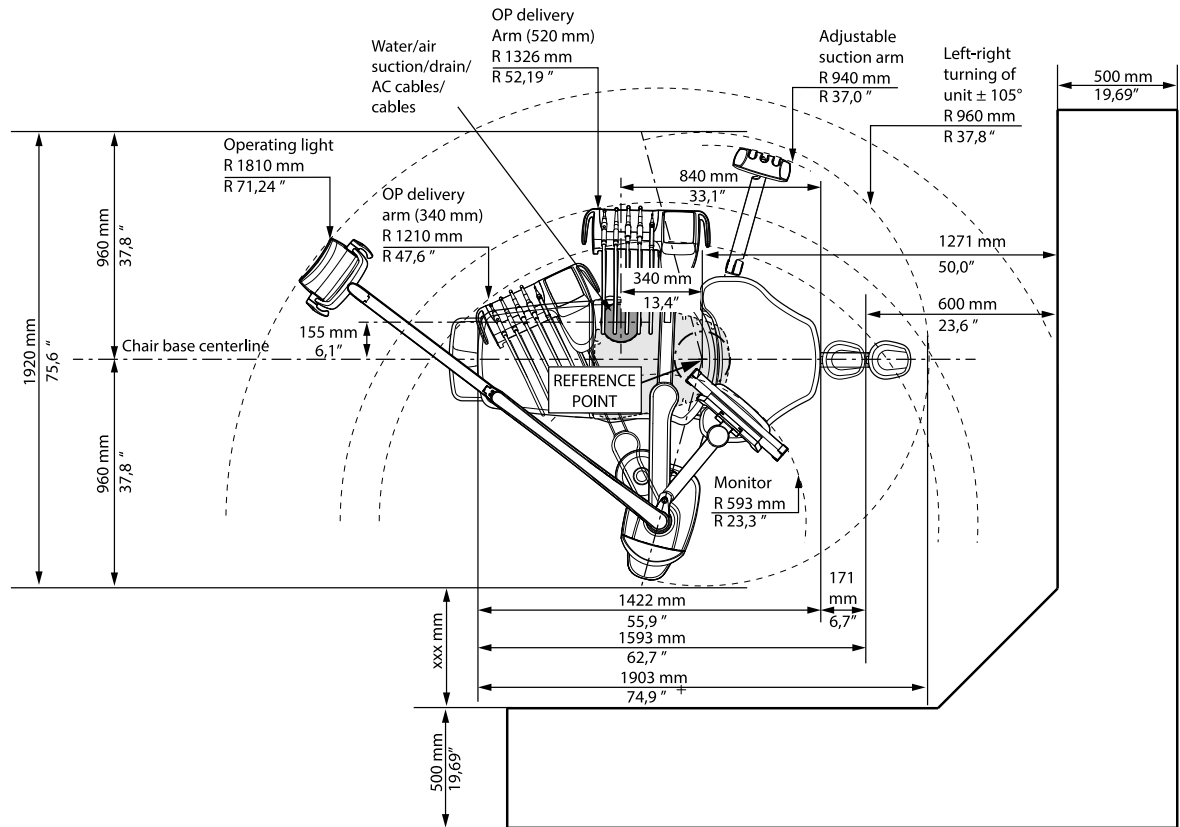 OP delivery
Arm (520 mm)
R 1326 mm
R 52,19 ″
Water/air
suction/drain/
AC cables/
cables
Adjustable
suction arm
R 940 mm
R 37,0 ″
Left-right
turning of
unit ± 105°
R 960 mm
R 37,8 ″
500 mm
19,69″
Operating light
R 1810 mm
R 71,24 ″
OP delivery
arm (340 mm)
R 1210 mm
R 47,6 ″
840 mm
33,1″
1271 mm
50,0″
340 mm
13,4″
600 mm
23,6 ″
960 mm
37,8 ″
1920 mm
75,6 ″
155 mm
6,1″
Chair base centerline
REFERENCE
POINT
960 mm
37,8 ″
Monitor
R 593 mm
R 23,3 ″
1422 mm
55,9 ″
171
mm
6,7″
1593 mm
62,7 ″
1903 mm
74,9 ″
xxx mm
500 mm
19,69″